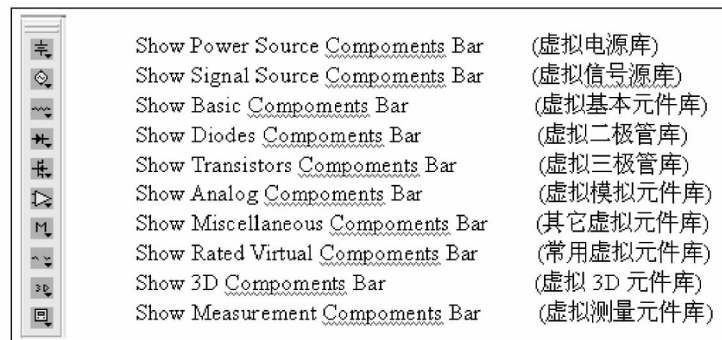 Show Power Source Compoments Bar (虚拟电源库)
Show Signal Source Compoments Bar (虚拟信号源库)
Show Basic Compoments Bar (虚拟基本元件库)
Show Diodes Compoments Bar (虚拟二极管库)
Show Transistors Compoments Bar (虚拟三极管库)
Show Analog Compoments Bar (虚拟模拟元件库)
M Show Miscellaneous Compoments Bar (其它虚拟元件库)
Show Rated Virtual Compoments Bar (常用虚拟元件库)
3D Show 3D Compoments Bar (虚拟 3D 元件库)
Show Measurement Compoments Bar (虚拟测量元件库)